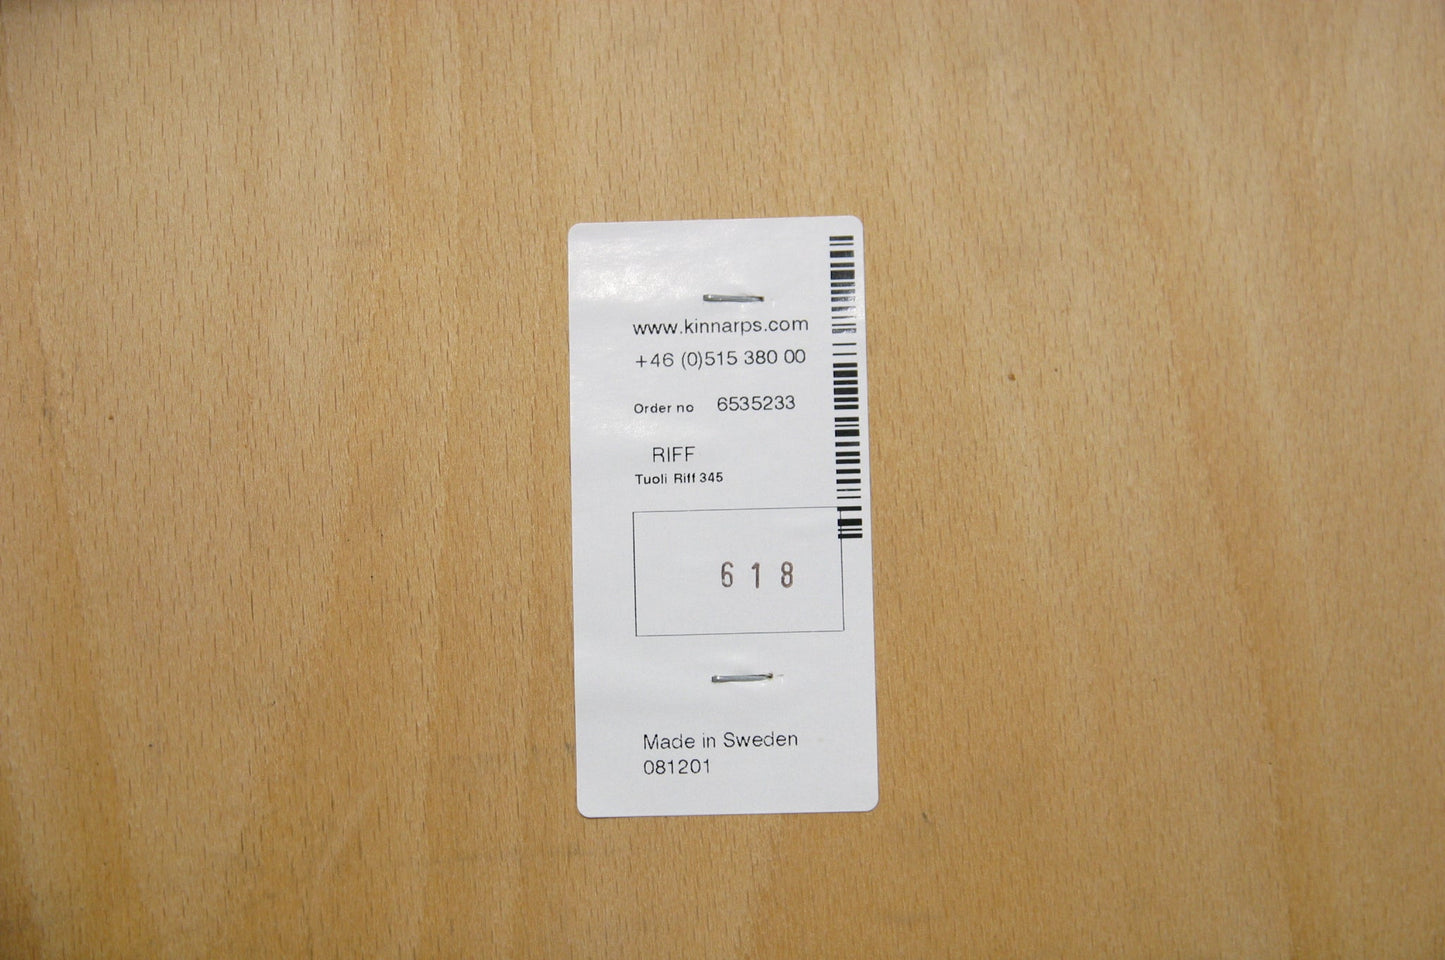 www.kinnarps.com
+46 (0)515 380 00
Order no 6535233
RIFF
Tuoli Riff 345
618
Made in Sweden
081201